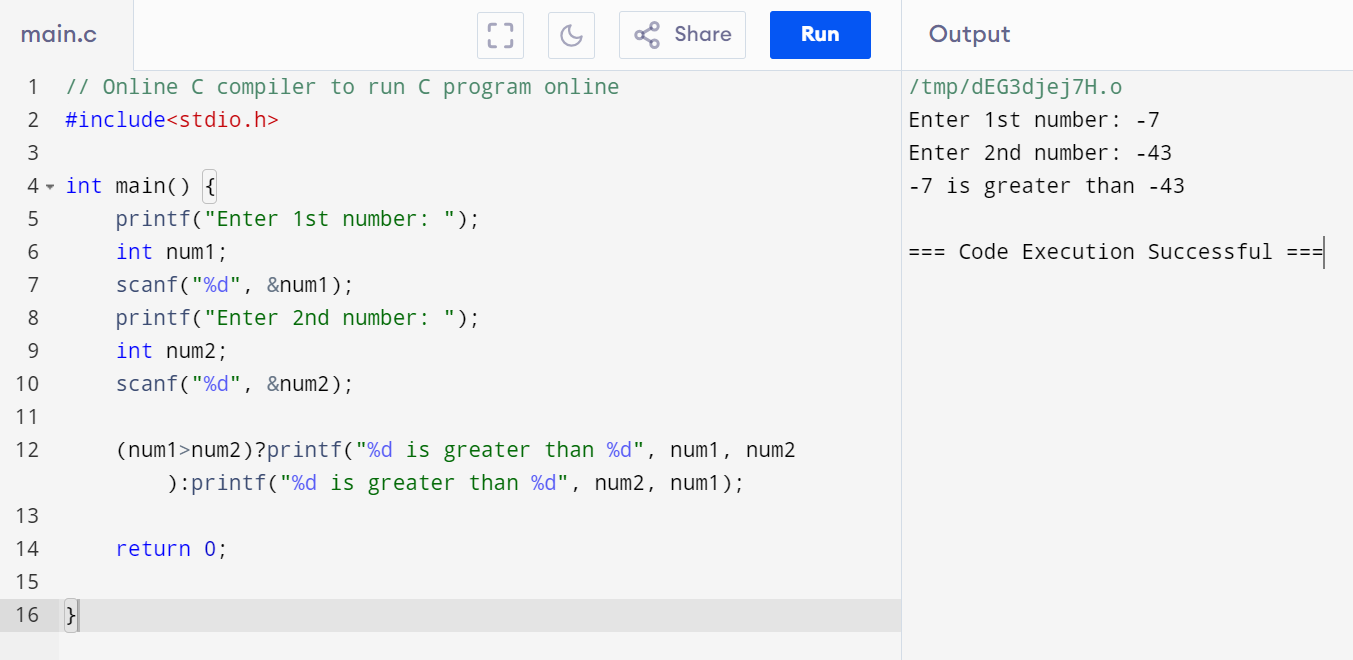 main.c
Share
Run
Output
1 // Online C compiler to run C program online
2 #include<stdio.h>
3
4 int main() {
5     printf("Enter 1st number: ");
6     int num1;
7     scanf("%d", &num1);
8     printf("Enter 2nd number: ");
9     int num2;
10     scanf("%d", &num2);
11
12     (num1>num2)?printf("%d is greater than %d", num1, num2
        ):printf("%d is greater than %d", num2, num1);
13
14     return 0;
15
16 }
/tmp/dEG3djej7H.o
Enter 1st number: -7
Enter 2nd number: -43
-7 is greater than -43
=== Code Execution Successful ===